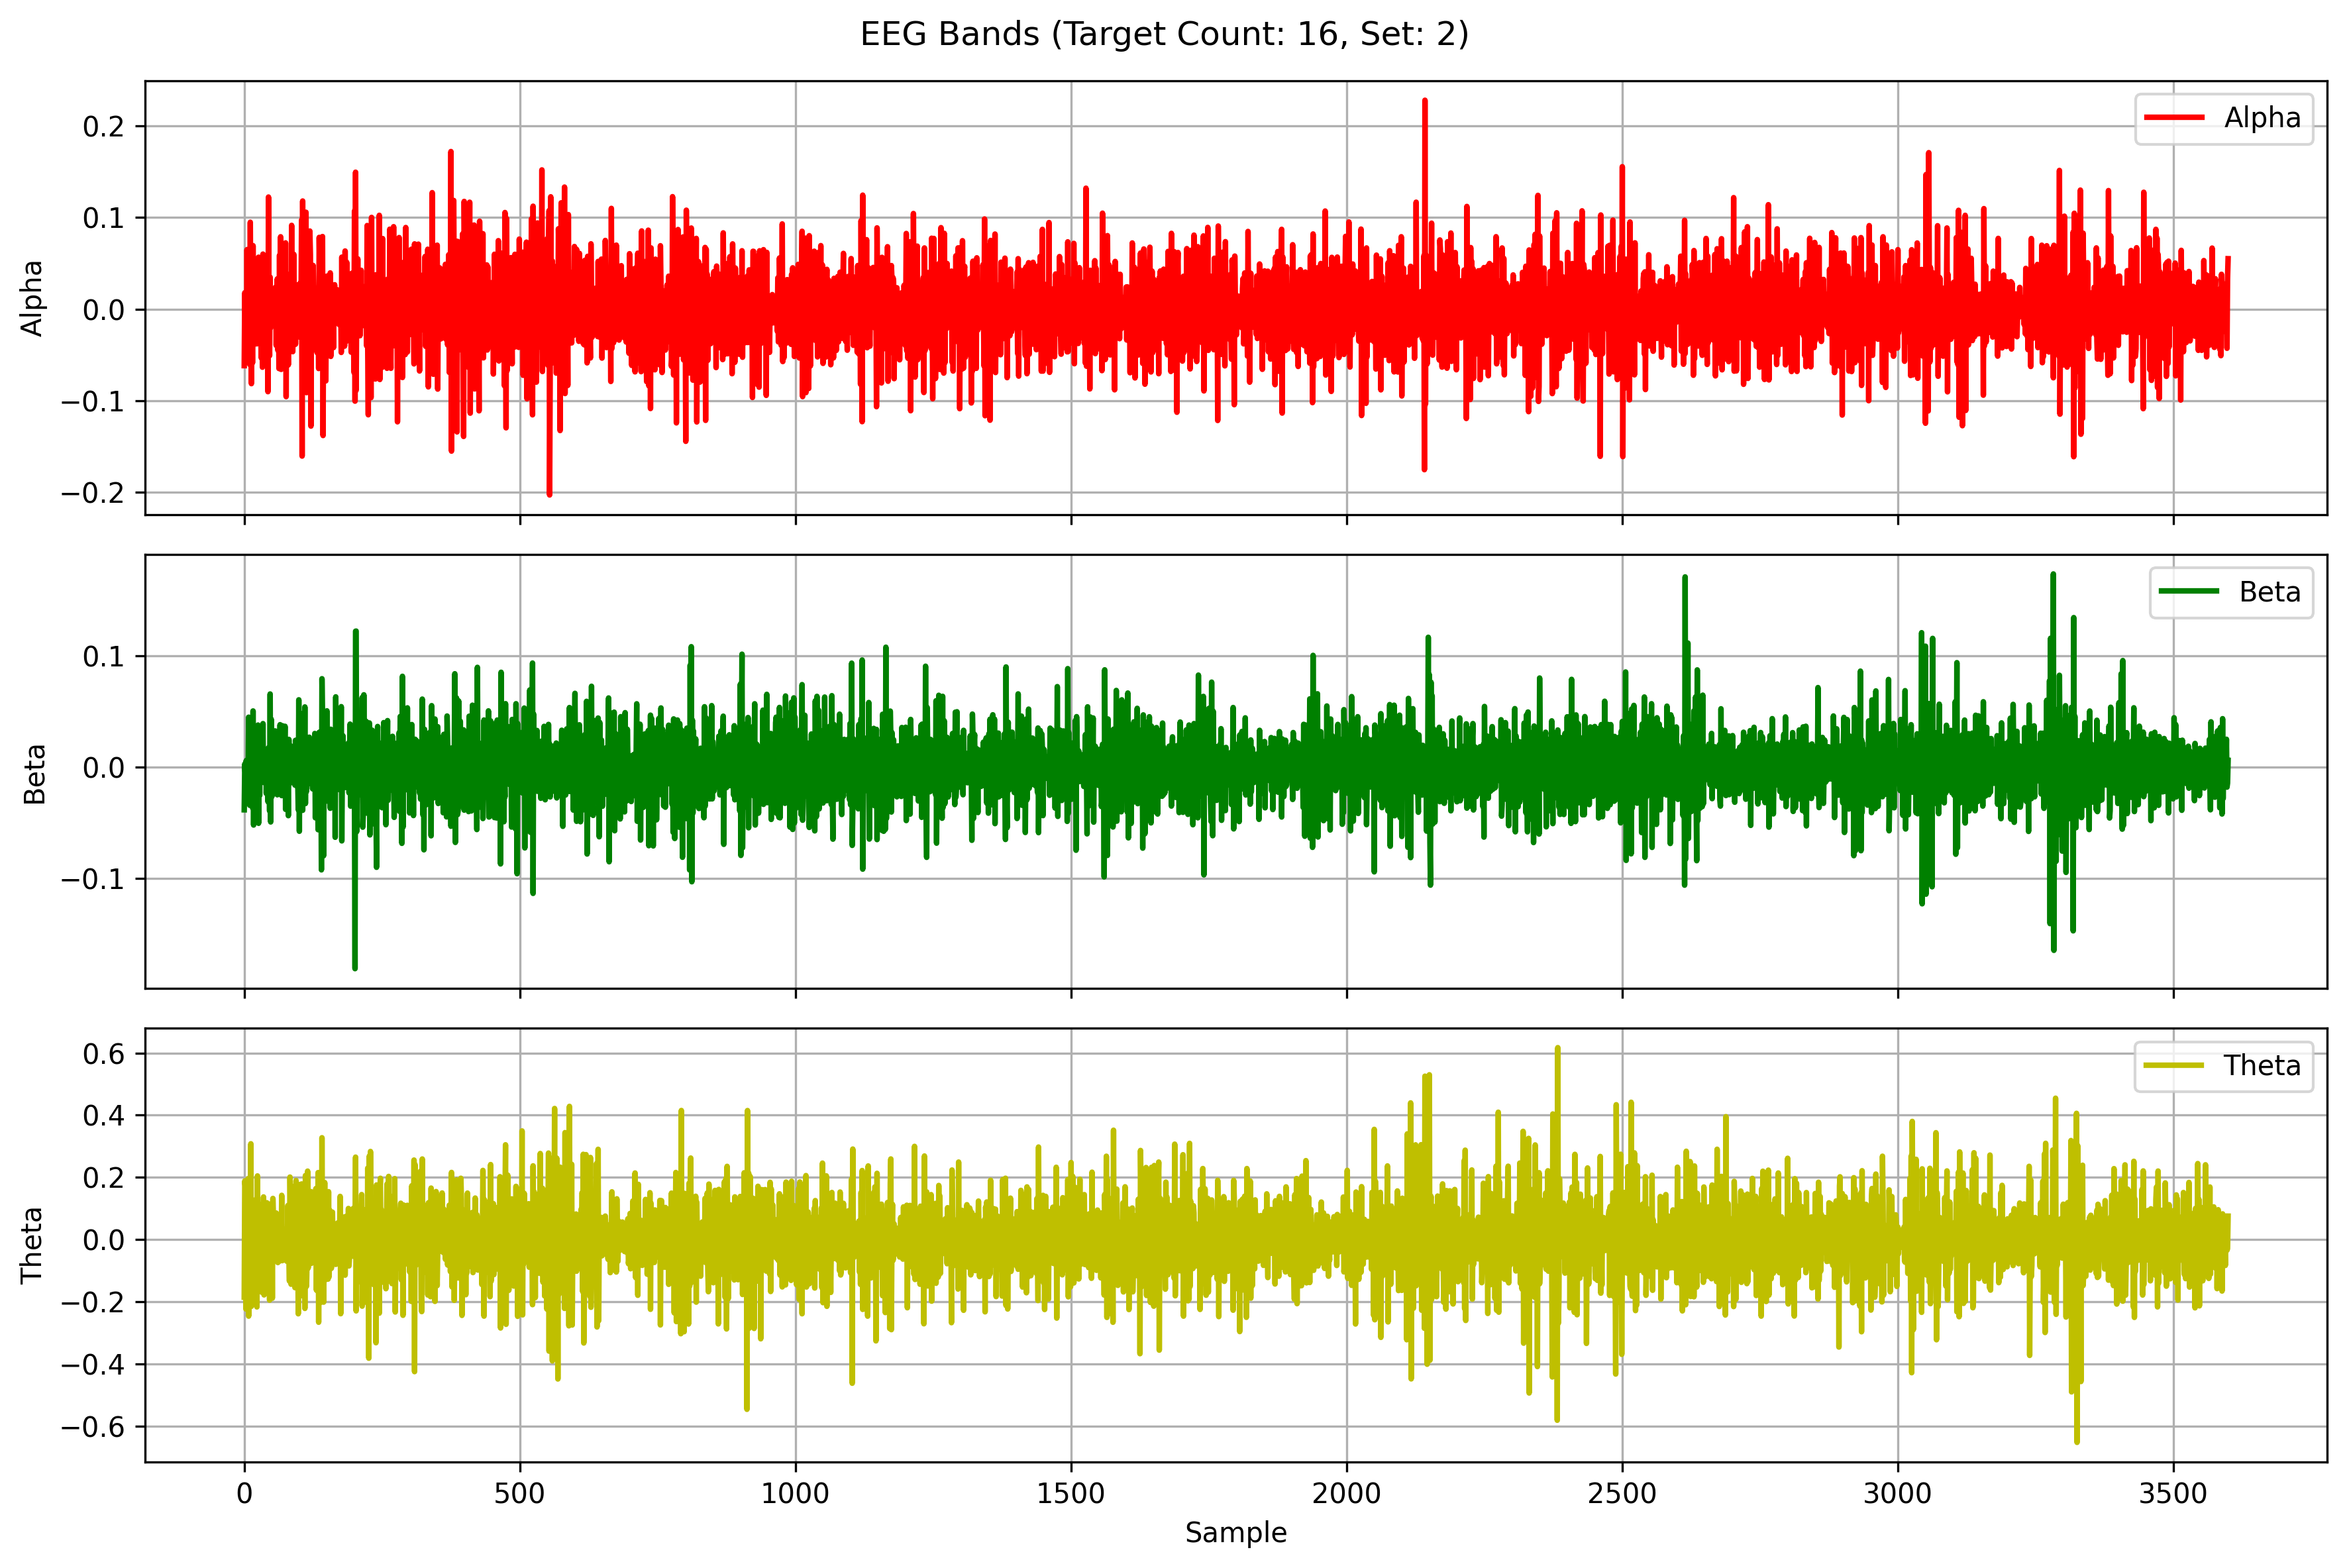 EEG Bands (Target Count: 16, Set: 2)
Alpha
0.2
0.1
0.0
−0.1
−0.2
Alpha
Beta
0.1
0.0
−0.1
Beta
Theta
0.6
0.4
0.2
0.0
−0.2
−0.4
−0.6
Theta
0 500 1000 1500 2000 2500 3000 3500
Sample